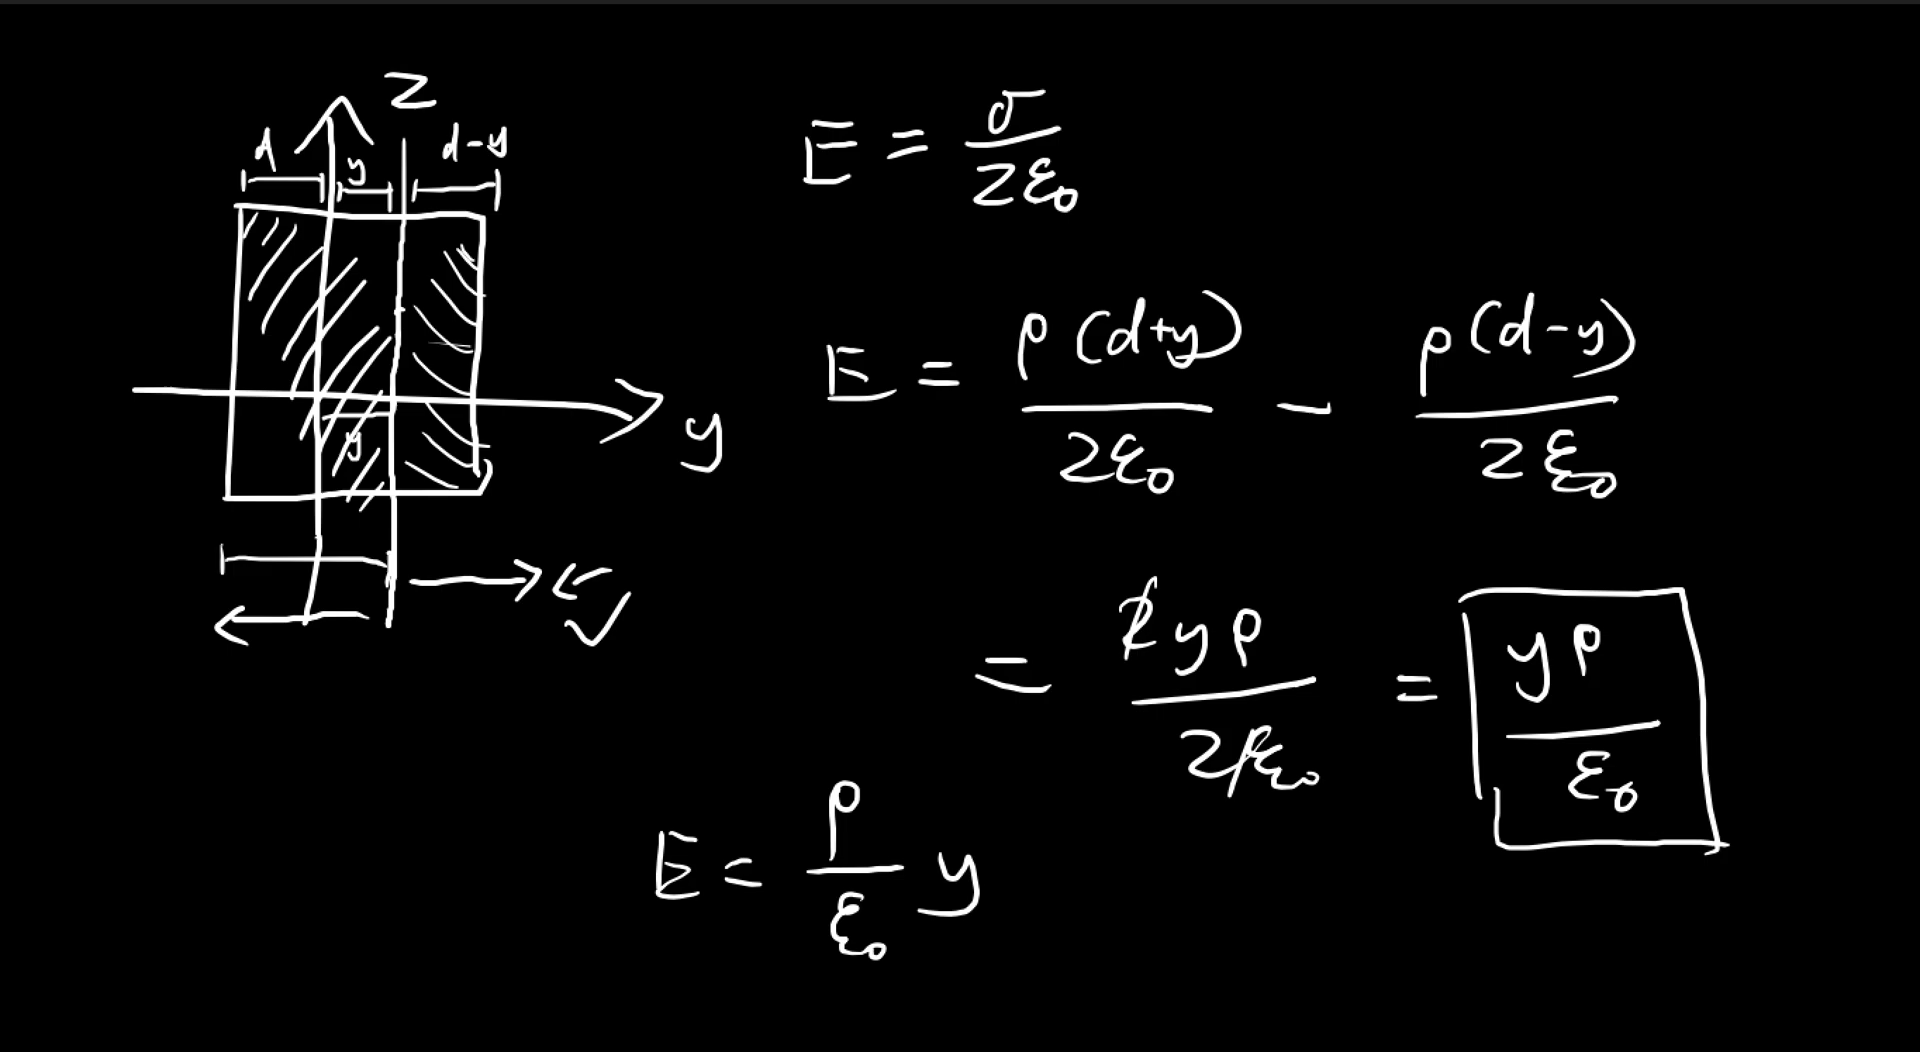 z
d y d-y
y
y
E = σ/2ε₀
E = ρ(d+y)/2ε₀ - ρ(d-y)/2ε₀
= 2yρ/2ε₀ = yρ/ε₀
E = ρ/ε₀ y